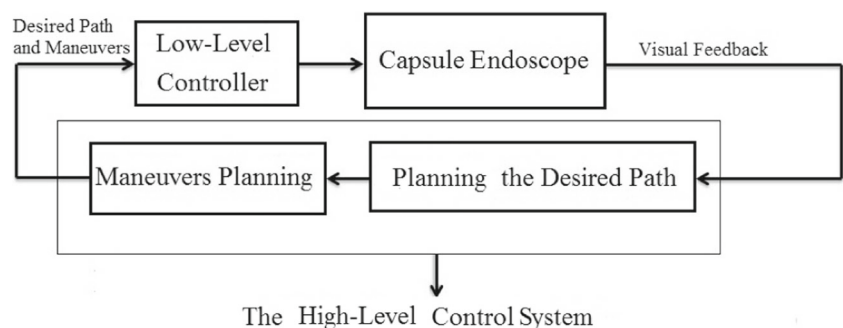 Desired Path
and Maneuvers
Low-Level
Controller
Capsule Endoscope
Visual Feedback
Maneuvers Planning
Planning the Desired Path
The High-Level Control System